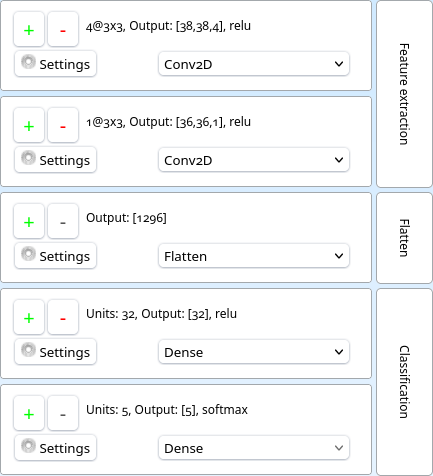 + - 4@3x3, Output: [38,38,4], relu
Settings Conv2D
+ - 1@3x3, Output: [36,36,1], relu
Settings Conv2D
Feature extraction
+ - Output: [1296]
Settings Flatten
Flatten
+ - Units: 32, Output: [32], relu
Settings Dense
+ - Units: 5, Output: [5], softmax
Settings Dense
Classification